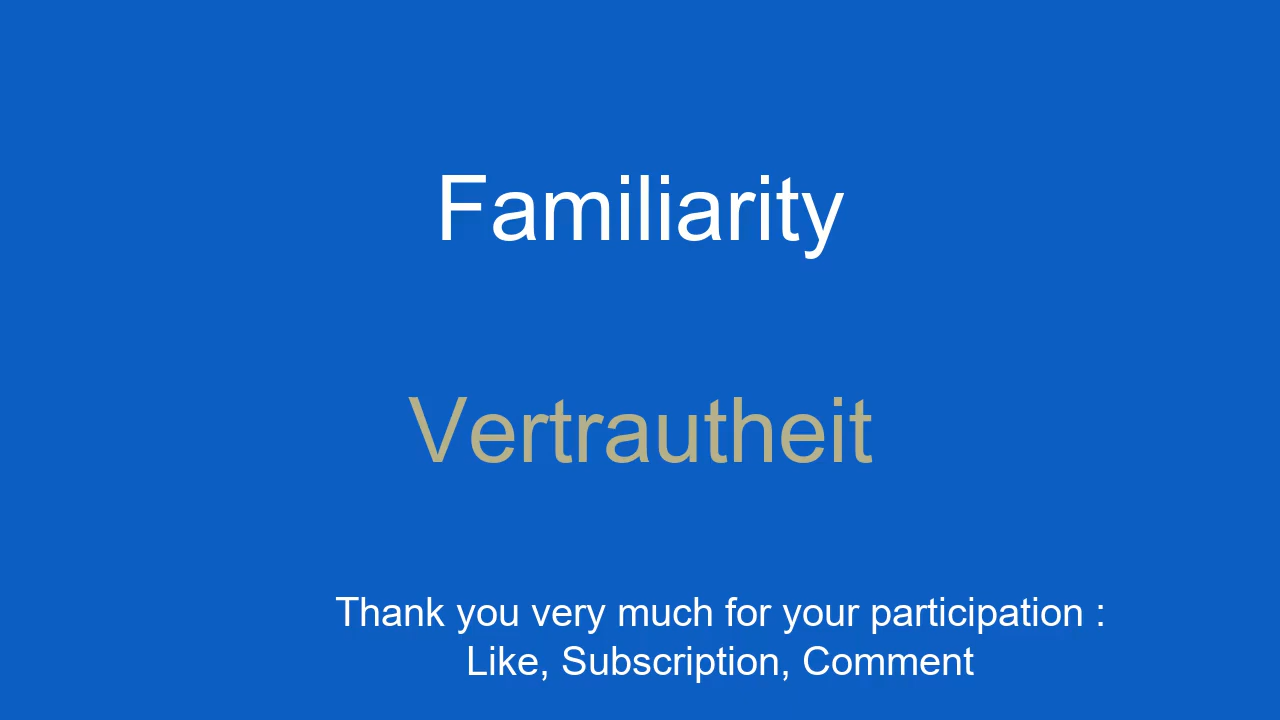 Familiarity
Vertrautheit
Thank you very much for your participation :
Like, Subscription, Comment